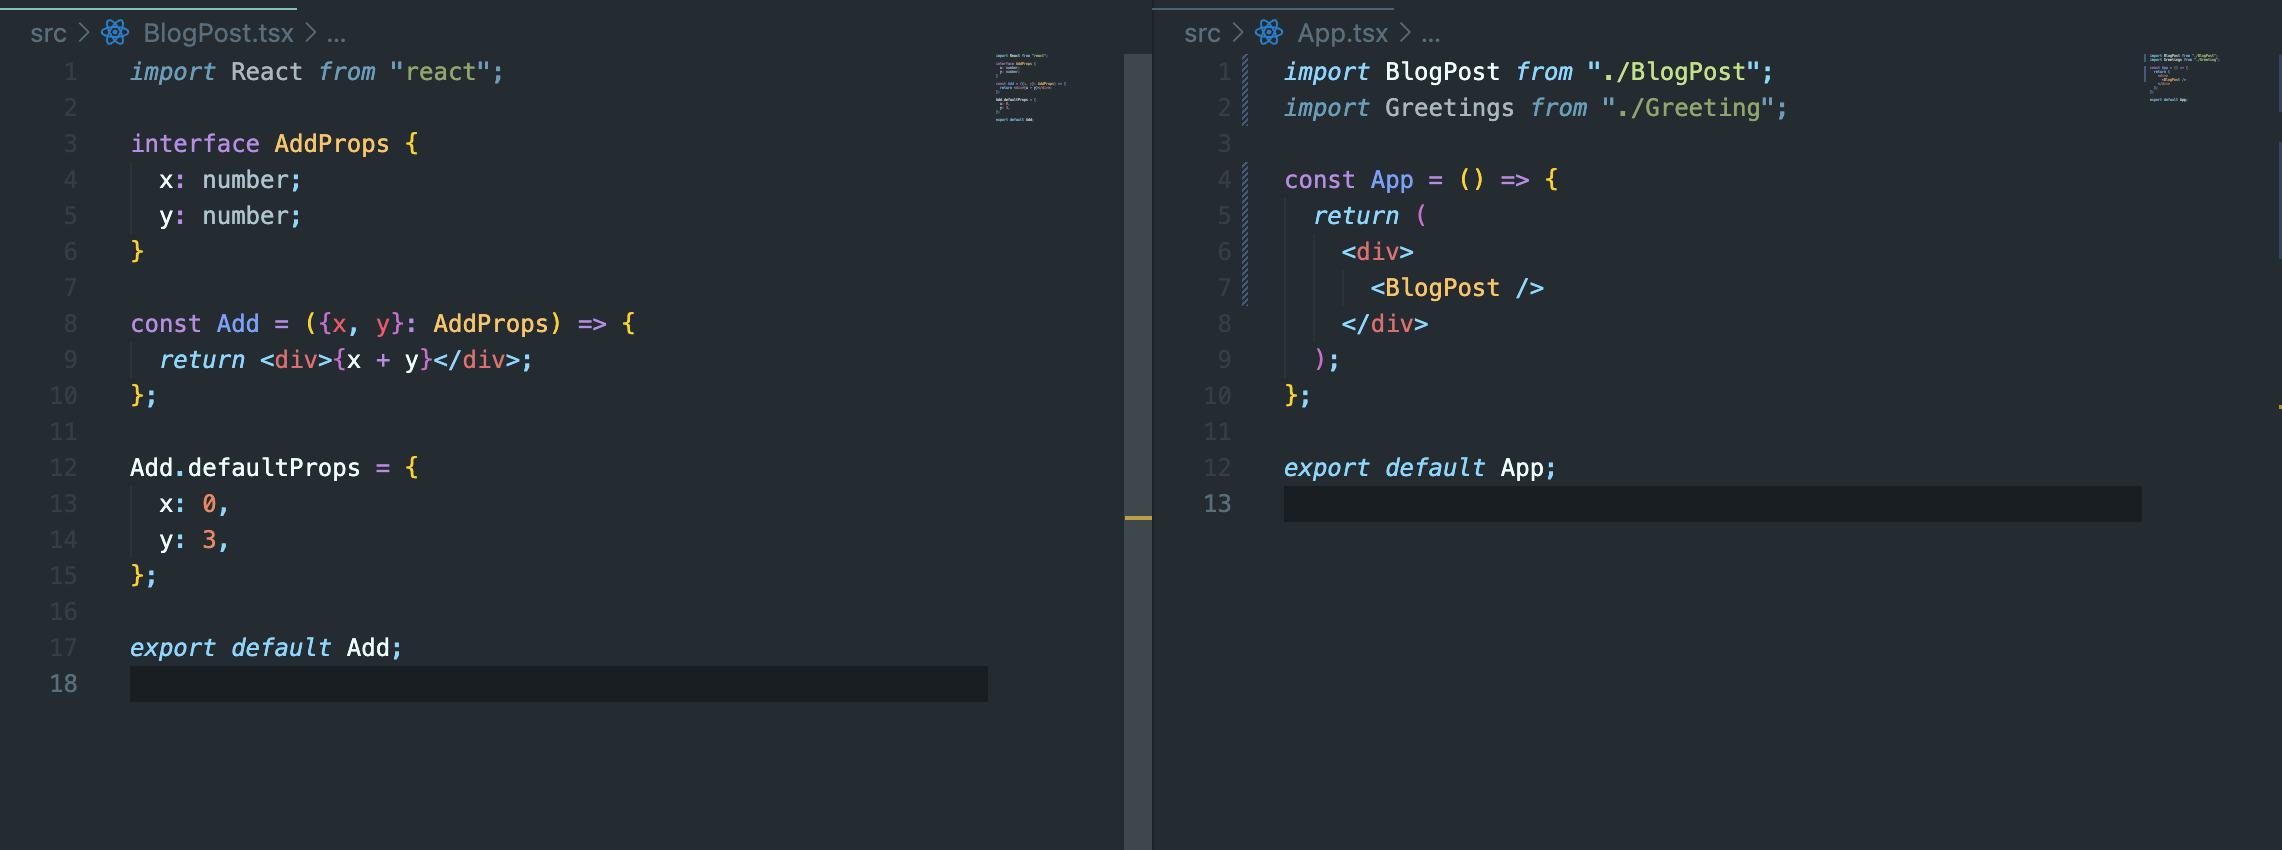 src > BlogPost.tsx > ...
1 import React from "react";
2
3 interface AddProps {
4   x: number;
5   y: number;
6 }
7
8 const Add = ({x, y}: AddProps) => {
9   return <div>{x + y}</div>;
10 };
11
12 Add.defaultProps = {
13   x: 0,
14   y: 3,
15 };
16
17 export default Add;
18
src > App.tsx > ...
1 import BlogPost from "./BlogPost";
2 import Greetings from "./Greeting";
3
4 const App = () => {
5   return (
6     <div>
7       <BlogPost />
8     </div>
9   );
10 };
11
12 export default App;
13